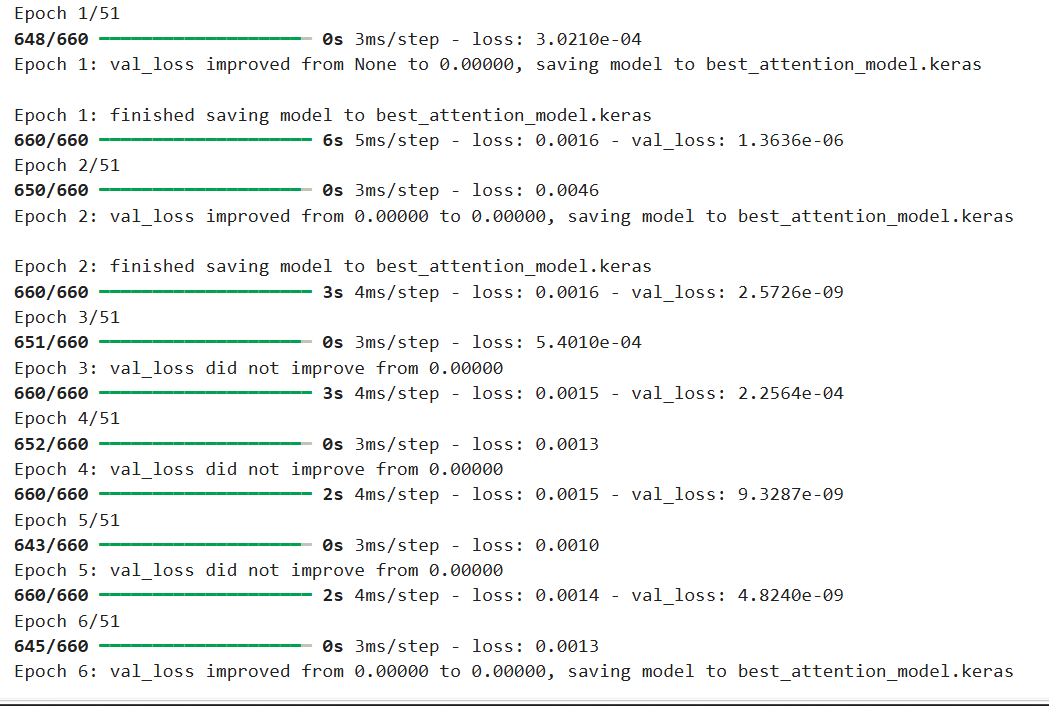 Epoch 1/51
648/660 0s 3ms/step - loss: 3.0210e-04
Epoch 1: val_loss improved from None to 0.00000, saving model to best_attention_model.keras
Epoch 1: finished saving model to best_attention_model.keras
660/660 6s 5ms/step - loss: 0.0016 - val_loss: 1.3636e-06
Epoch 2/51
650/660 0s 3ms/step - loss: 0.0046
Epoch 2: val_loss improved from 0.00000 to 0.00000, saving model to best_attention_model.keras
Epoch 2: finished saving model to best_attention_model.keras
660/660 3s 4ms/step - loss: 0.0016 - val_loss: 2.5726e-09
Epoch 3/51
651/660 0s 3ms/step - loss: 5.4010e-04
Epoch 3: val_loss did not improve from 0.00000
660/660 3s 4ms/step - loss: 0.0015 - val_loss: 2.2564e-04
Epoch 4/51
652/660 0s 3ms/step - loss: 0.0013
Epoch 4: val_loss did not improve from 0.00000
660/660 2s 4ms/step - loss: 0.0015 - val_loss: 9.3287e-09
Epoch 5/51
643/660 0s 3ms/step - loss: 0.0010
Epoch 5: val_loss did not improve from 0.00000
660/660 2s 4ms/step - loss: 0.0014 - val_loss: 4.8240e-09
Epoch 6/51
645/660 0s 3ms/step - loss: 0.0013
Epoch 6: val_loss improved from 0.00000 to 0.00000, saving model to best_attention_model.keras